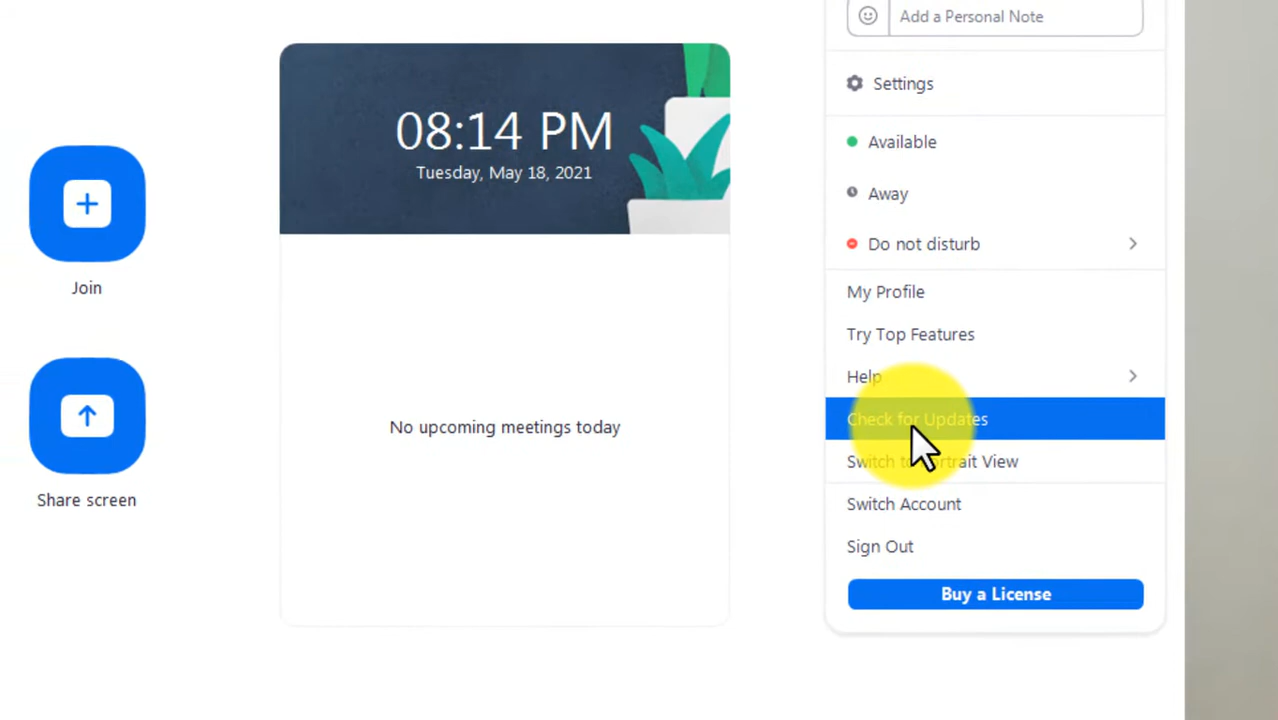 Add a Personal Note
Settings
08:14 PM
Tuesday, May 18, 2021
Available
Away
Do not disturb
Join
My Profile
Try Top Features
Help
Check for Updates
No upcoming meetings today
Switch to Portrait View
Share screen
Switch Account
Sign Out
Buy a License